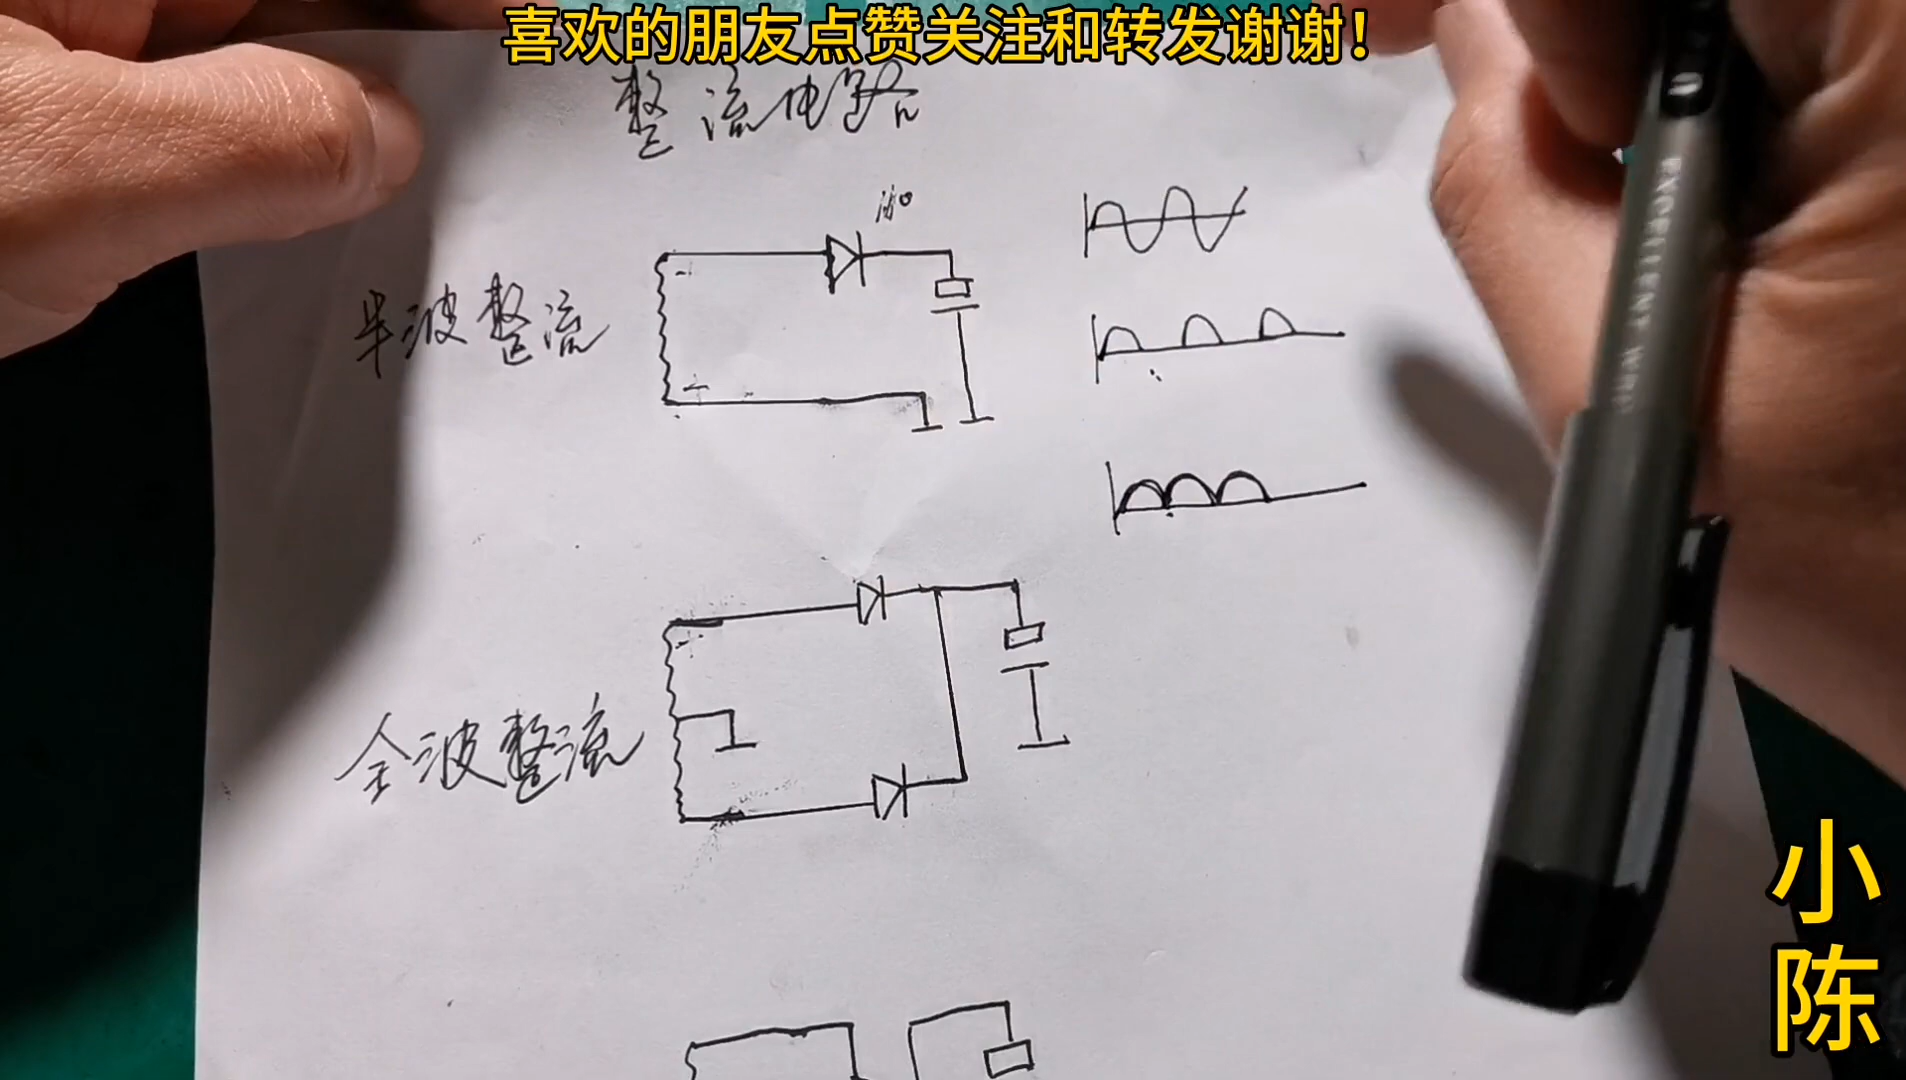 喜欢的朋友点赞关注和转发谢谢!
整流电路
半波整流
全波整流
小
陈